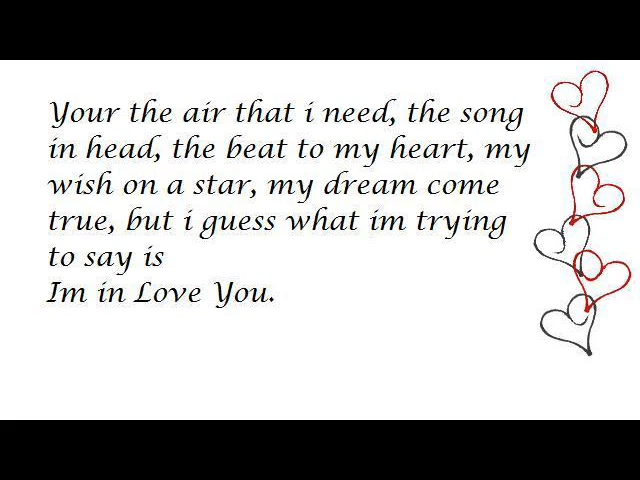 Your the air that i need, the song
in head, the beat to my heart, my
wish on a star, my dream come
true, but i guess what im trying
to say is
Im in Love You.